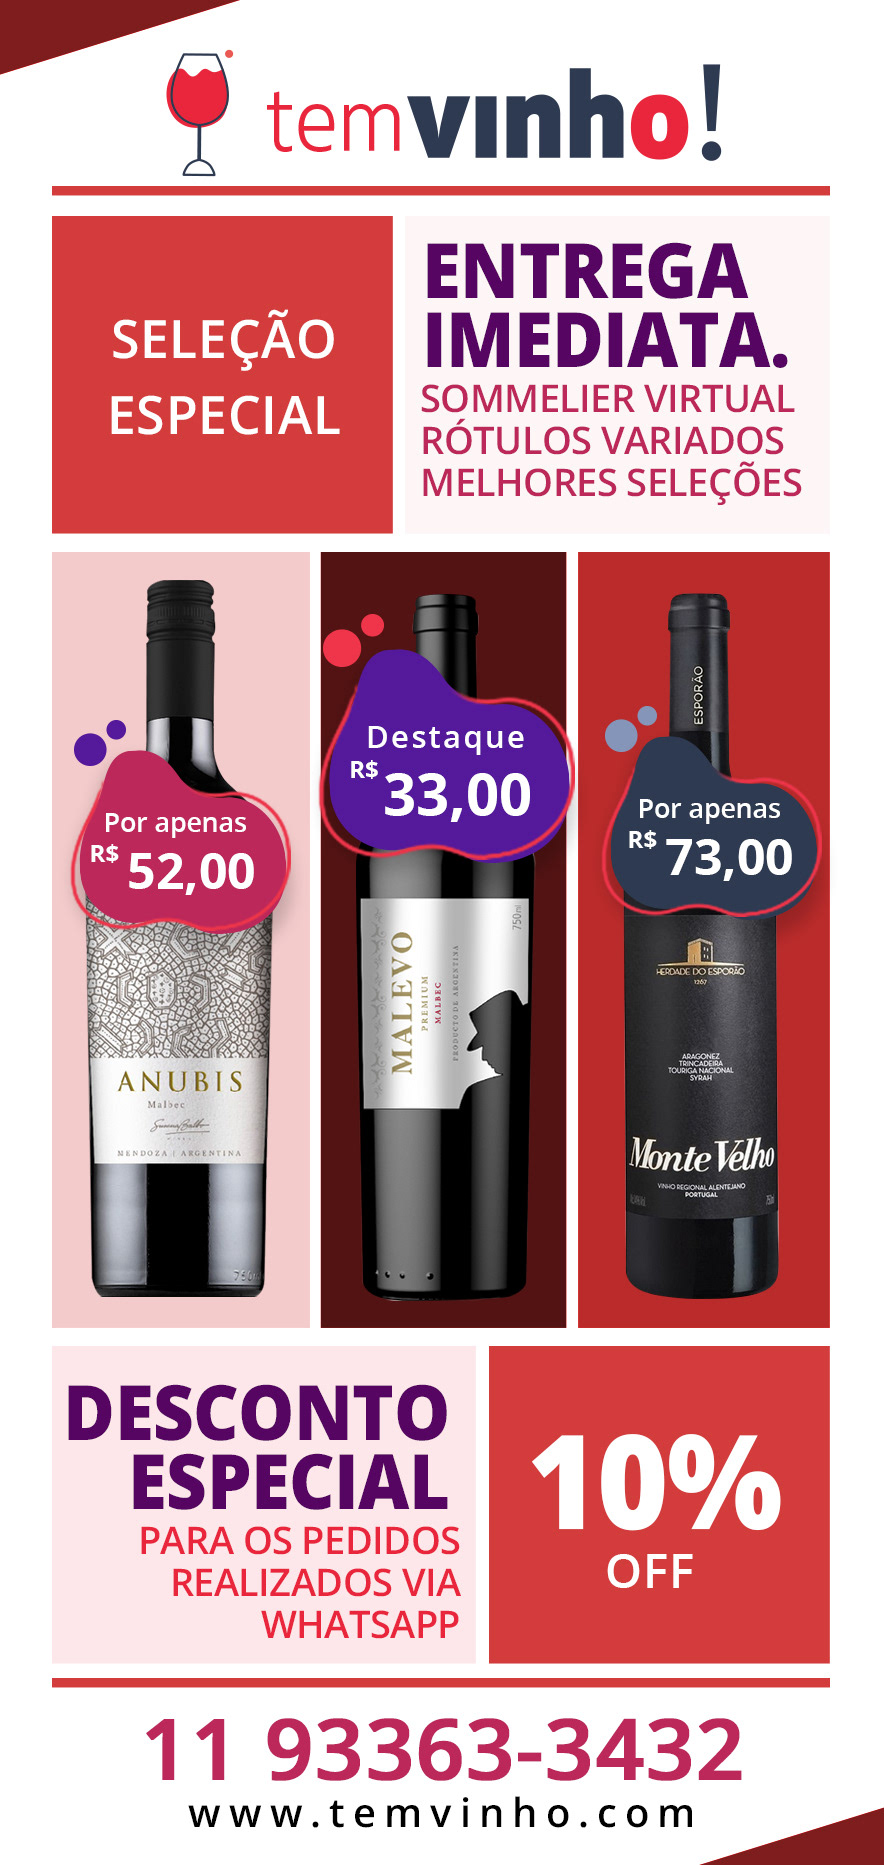 temvinho!
SELEÇÃO
ESPECIAL
ENTREGA
IMEDIATA.
SOMMELIER VIRTUAL
RÓTULOS VARIADOS
MELHORES SELEÇÕES
Por apenas
R$ 52,00
ANUBIS
Malbec
MENDOZA / ARGENTINA
Destaque
R$ 33,00
MALEVO
PREMIUM
MALBEC
PRODUCTO DE ARGENTINA
750ml
ESPORÃO
Por apenas
R$ 73,00
HERDADE DO ESPORÃO
1267
ARAGONEZ
TRINCADEIRA
TOURIGA NACIONAL
SYRAH
Monte Velho
VINHO REGIONAL ALENTEJANO
PORTUGAL
DESCONTO
ESPECIAL
PARA OS PEDIDOS
REALIZADOS VIA
WHATSAPP
10%
OFF
11 93363-3432
www.temvinho.com